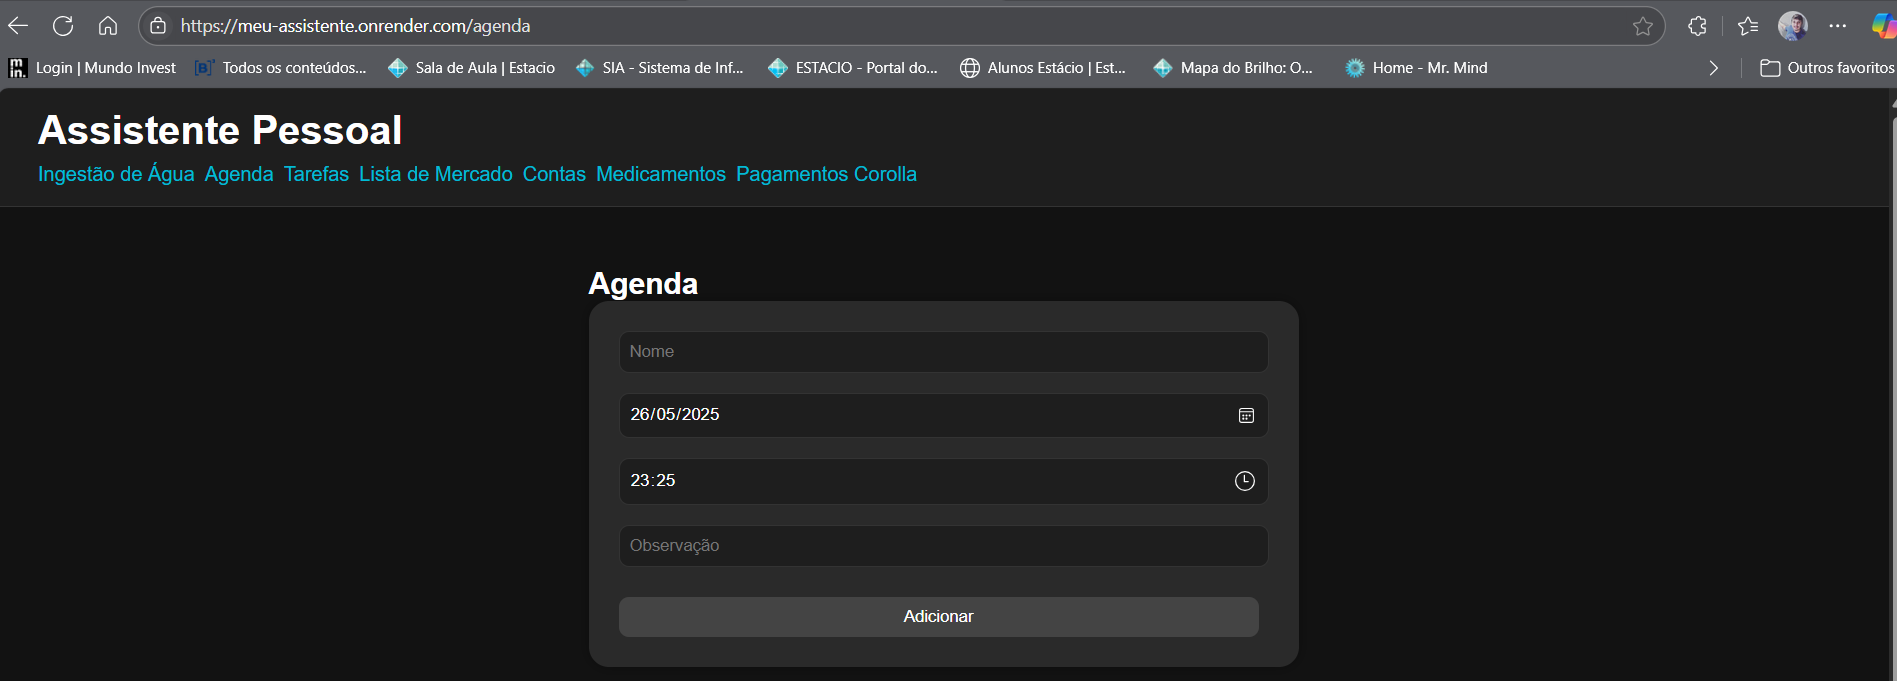 https://meu-assistente.onrender.com/agenda
min. Login | Mundo Invest [B]³ Todos os conteúdos... Sala de Aula | Estacio SIA - Sistema de Inf... ESTACIO - Portal do... Alunos Estácio | Est... Mapa do Brilho: O... Home - Mr. Mind Outros favoritos
Assistente Pessoal
Ingestão de Água Agenda Tarefas Lista de Mercado Contas Medicamentos Pagamentos Corolla
Agenda
Nome
26/05/2025
23:25
Observação
Adicionar